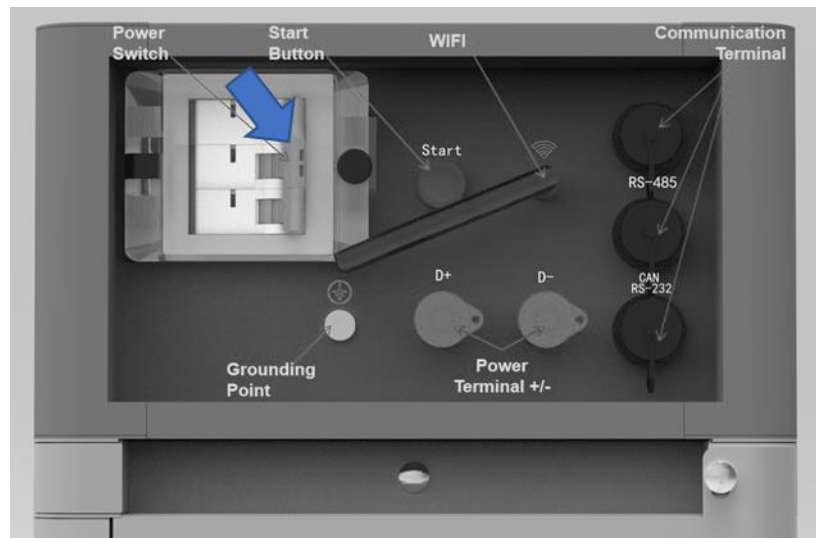 Power
Switch
Start
Button
WIFI
Communication
Terminal
Start
RS-485
D+
D-
CAN
RS-232
Grounding
Point
Power
Terminal +/-